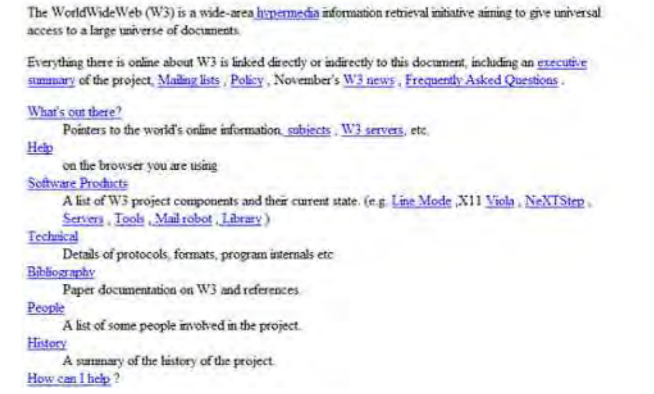 The WorldWideWeb (W3) is a wide-area hypermedia information retrieval initiative aiming to give universal
access to a large universe of documents.
Everything there is online about W3 is linked directly or indirectly to this document, including an executive
summary of the project, Mailing lists , Policy , November's W3 news , Frequently Asked Questions .
What's out there?
Pointers to the world's online information, subjects , W3 servers, etc.
Help
on the browser you are using
Software Products
A list of W3 project components and their current state. (e.g. Line Mode ,X11 Viola , NeXTStep ,
Servers , Tools , Mail robot , Library )
Technical
Details of protocols, formats, program internals etc
Bibliography
Paper documentation on W3 and references.
People
A list of some people involved in the project.
History
A summary of the history of the project.
How can I help ?